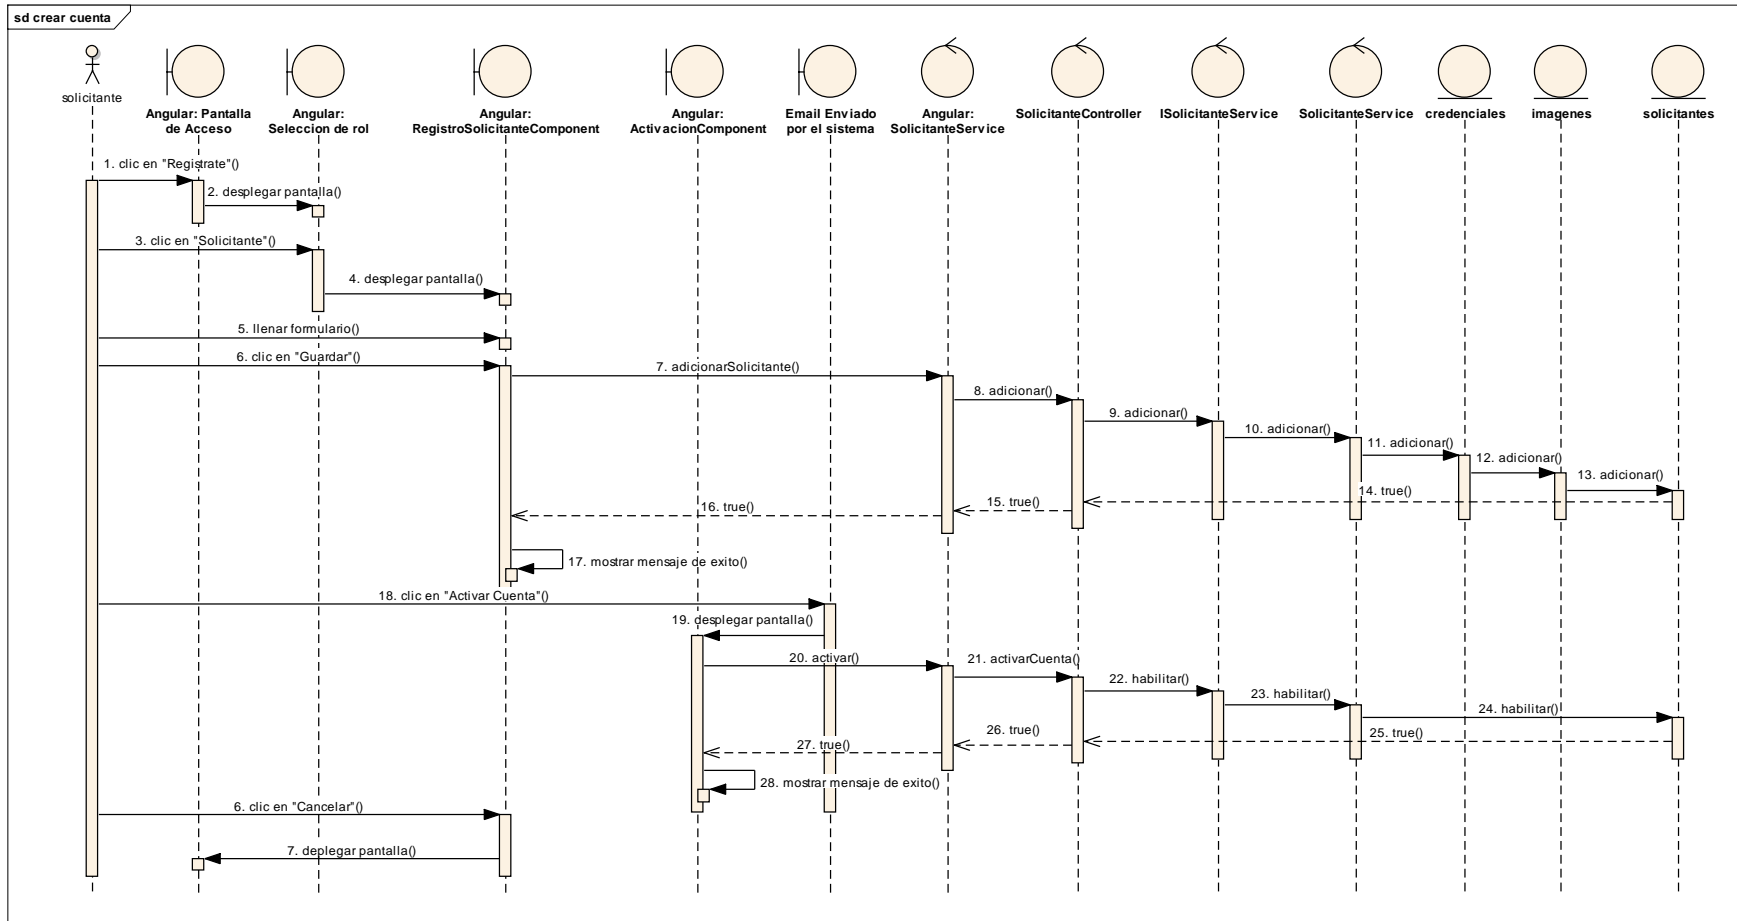 sd crear cuenta
solicitante
Angular: Pantalla
de Acceso
Angular:
Seleccion de rol
Angular:
RegistroSolicitanteComponent
Angular:
ActivacionComponent
Email Enviado
por el sistema
Angular:
SolicitanteService
SolicitanteController
ISolicitanteService
SolicitanteService
credenciales
imagenes
solicitantes
1. clic en "Registrate"()
2. desplegar pantalla()
3. clic en "Solicitante"()
4. desplegar pantalla()
5. llenar formulario()
6. clic en "Guardar"()
7. adicionarSolicitante()
8. adicionar()
9. adicionar()
10. adicionar()
11. adicionar()
12. adicionar()
13. adicionar()
14. true()
15. true()
16. true()
17. mostrar mensaje de exito()
18. clic en "Activar Cuenta"()
19. desplegar pantalla()
20. activar()
21. activarCuenta()
22. habilitar()
23. habilitar()
24. habilitar()
25. true()
26. true()
27. true()
28. mostrar mensaje de exito()
6. clic en "Cancelar"()
7. deplegar pantalla()